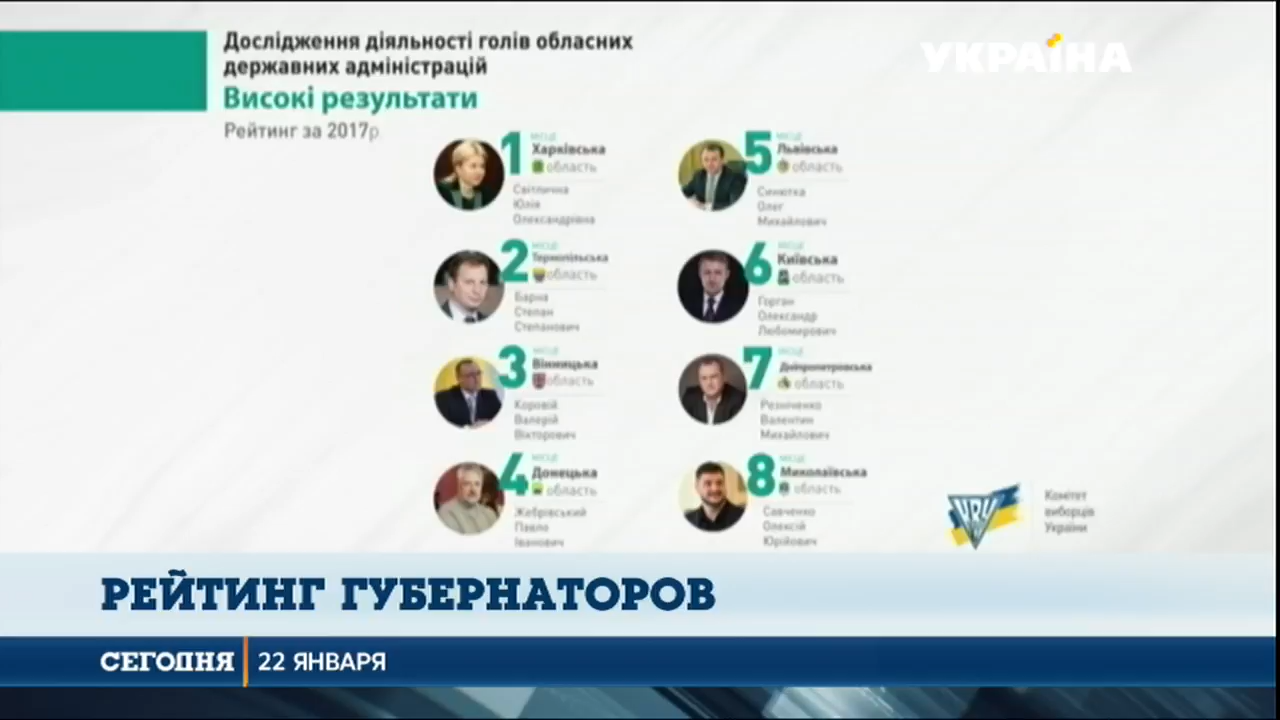 Дослідження діяльності голів обласних
державних адміністрацій
Високі результати
Рейтинг за 2017р
УКРАЇНА
1 місце
Харківська
область
Світлична
Юлія
Олександрівна
2 місце
Тернопільська
область
Барна
Степан
Степанович
3 місце
Вінницька
область
Коровій
Валерій
Вікторович
4 місце
Донецька
область
Жебрівський
Павло
Іванович
5 місце
Львівська
область
Синютка
Олег
Михайлович
6 місце
Київська
область
Горган
Олександр
Любомирович
7 місце
Дніпропетровська
область
Резніченко
Валентин
Михайлович
8 місце
Миколаївська
область
Савченко
Олексій
Юрійович
Комітет
виборців
України
РЕЙТИНГ ГУБЕРНАТОРОВ
СЕГОДНЯ 22 ЯНВАРЯ